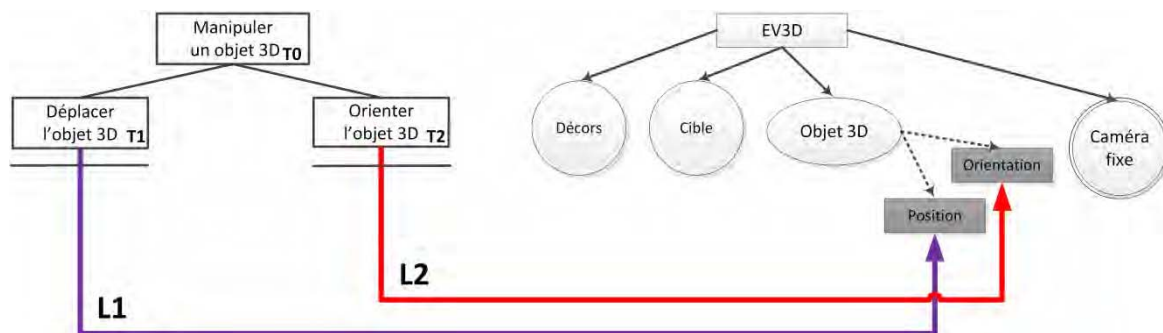 Manipuler
un objet 3D T0
EV3D
Déplacer
l'objet 3D T1
Orienter
l'objet 3D T2
Décors
Cible
Objet 3D
Caméra
fixe
Orientation
Position
L2
L1